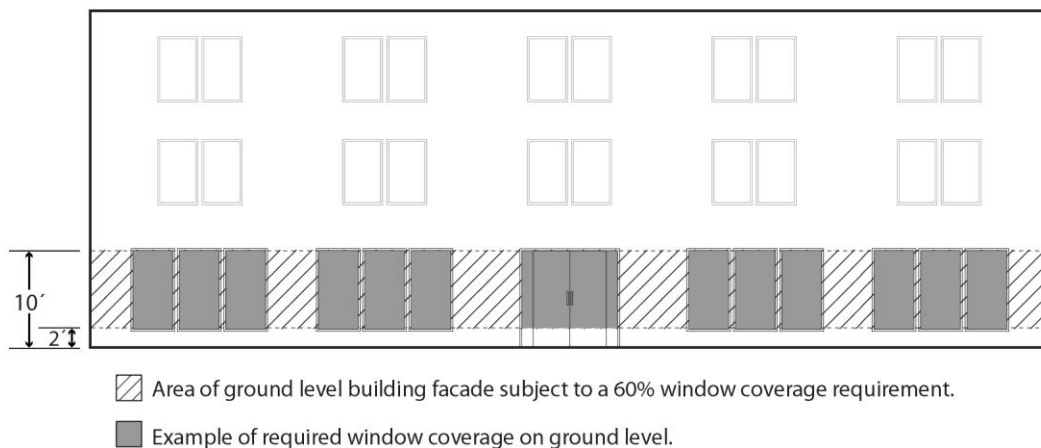 10´
2´
Area of ground level building facade subject to a 60% window coverage requirement.
Example of required window coverage on ground level.